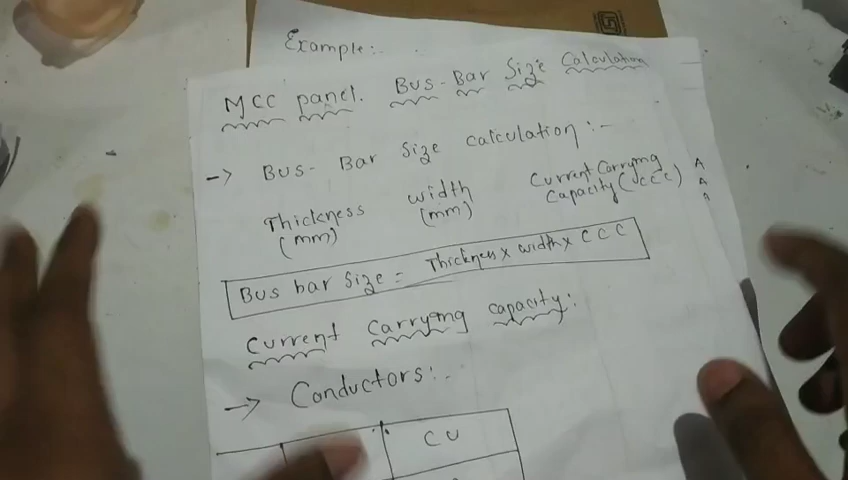 Example:-
MCC panel. Bus-Bar Size Calculation
-> Bus-Bar Size calculation:-
Thickness (mm) width (mm) Current Carrying Capacity (CCC) A A A
Bus bar Size = Thickness x width x CCC
Current Carrying capacity:
-> Conductors:-
CU